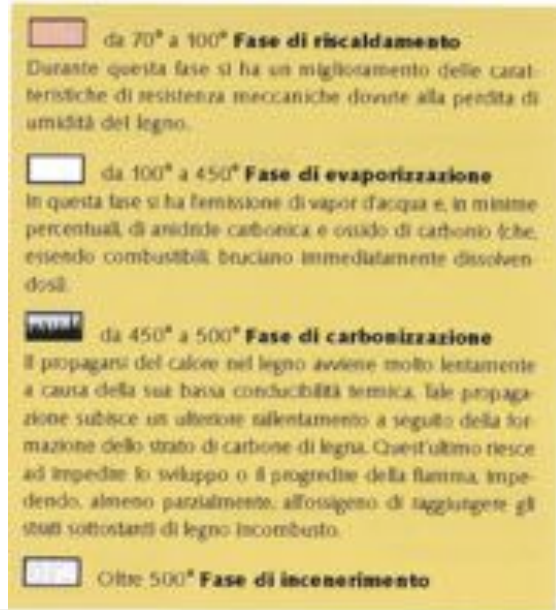 da 70° a 100° Fase di riscaldamento
Durante questa fase si ha un miglioramento delle carat-
teristiche di resistenza meccaniche dovute alla perdita di
umidità del legno.
da 100° a 450° Fase di evaporizzazione
In questa fase si ha l'emissione di vapor d'acqua e, in minime
percentuali, di anidride carbonica e ossido di carbonio (che,
essendo combustibili, bruciano immediatamente dissolven-
dosi).
da 450° a 500° Fase di carbonizzazione
Il propagarsi del calore nel legno avviene molto lentamente
a causa della sua bassa conducibilità termica. Tale propaga-
zione subisce un ulteriore rallentamento a seguito della for-
mazione dello strato di carbone di legna. Quest'ultimo riesce
ad impedire lo sviluppo o il progredire della fiamma, impe-
dendo, almeno parzialmente, all'ossigeno di raggiungere gli
strati sottostanti di legno incombusto.
Oltre 500° Fase di incenerimento